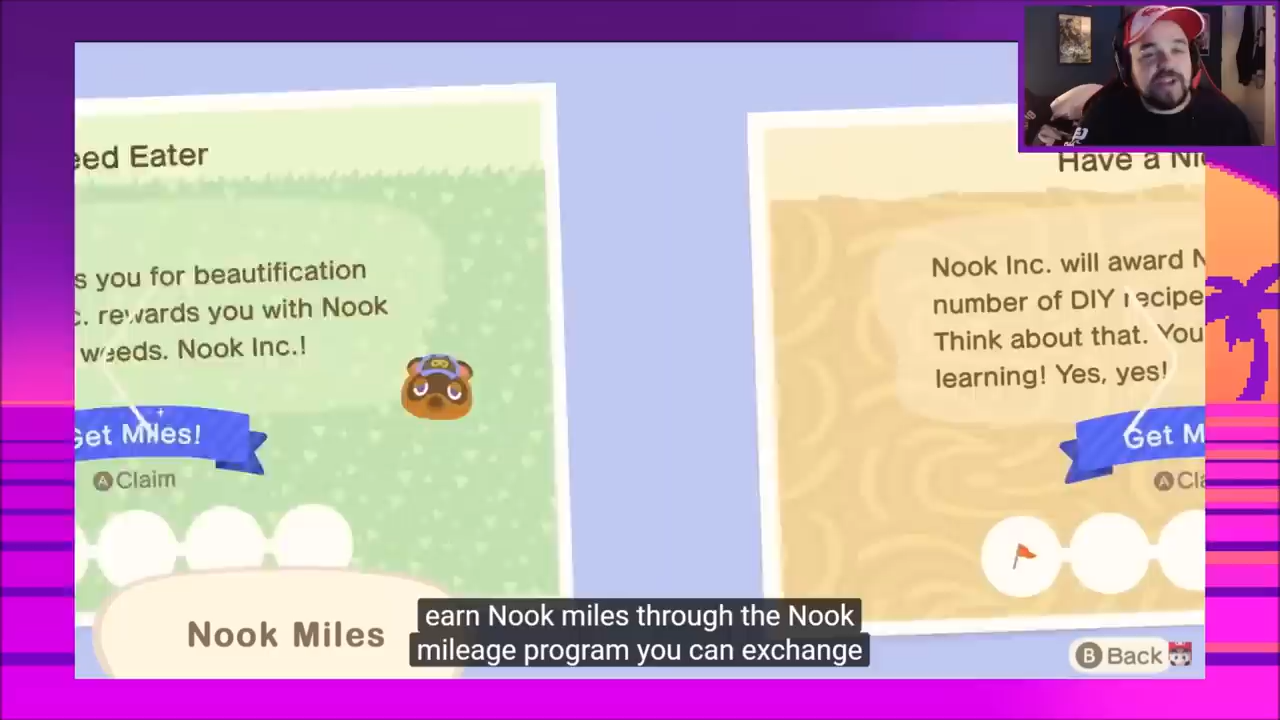 eed Eater
s you for beautification
c. rewards you with Nook
weeds. Nook Inc.!
Get Miles!
A Claim
Have a Ni
Nook Inc. will award N
number of DIY recipe
Think about that. You
learning! Yes, yes!
Get M
A Cla
Nook Miles
earn Nook miles through the Nook
mileage program you can exchange
B Back